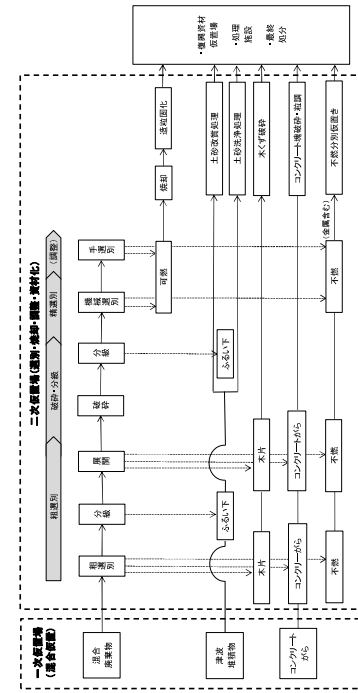 二次仮置場(選別・焼却・調整・資材化)
粗選別
破砕・分級
精選別
(調整)
一次仮置場
(混合仮置)
混合
廃棄物
粗
選別
分級
展開
破砕
分級
機械選別
手選別
可燃
焼却
造粒固化
・復興資材
仮置場
・処理
施設
・最終
処分
津波
堆積物
ふるい下
ふるい下
土砂改質処理
土砂洗浄処理
木片
木片
木くず破砕
コンクリート
がら
コンクリーがら
コンクリートがら
コンクリート塊破砕・粒調
不燃
不燃
不燃
(金属含む)
不燃分別仮置き